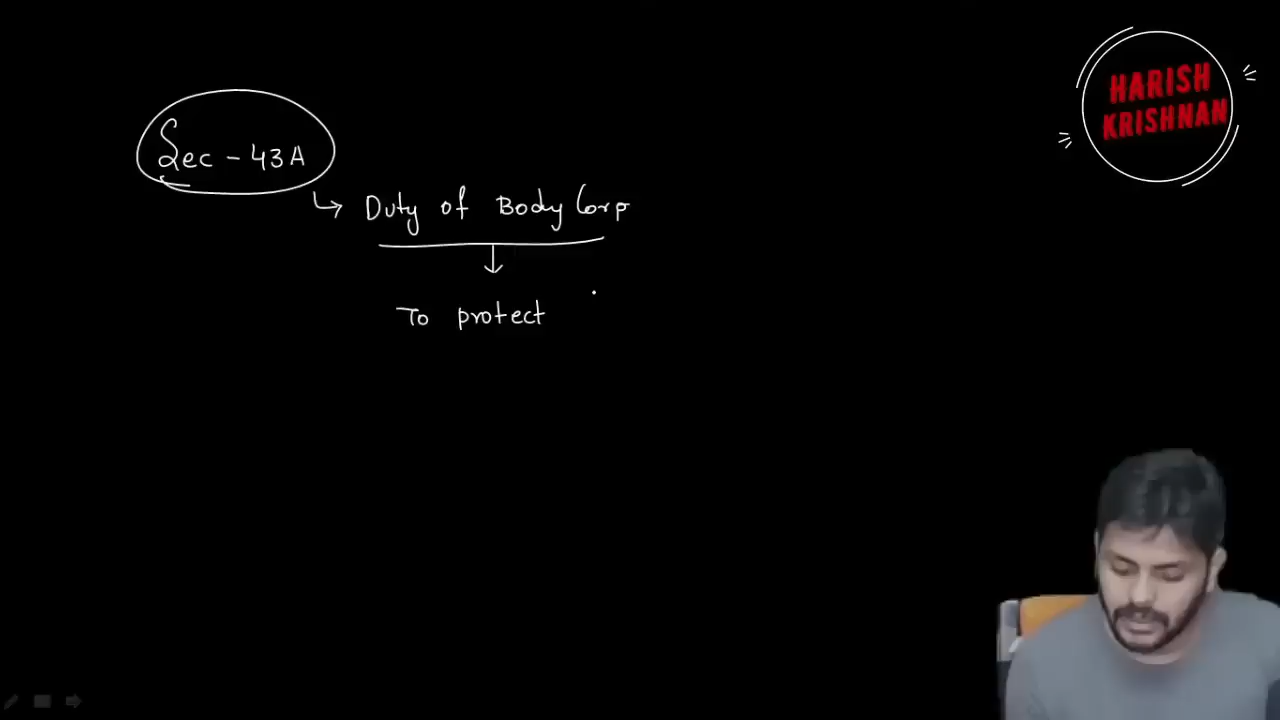 HARISH
KRISHNAN
Sec - 43A
↳ Duty of Body Corp
To protect